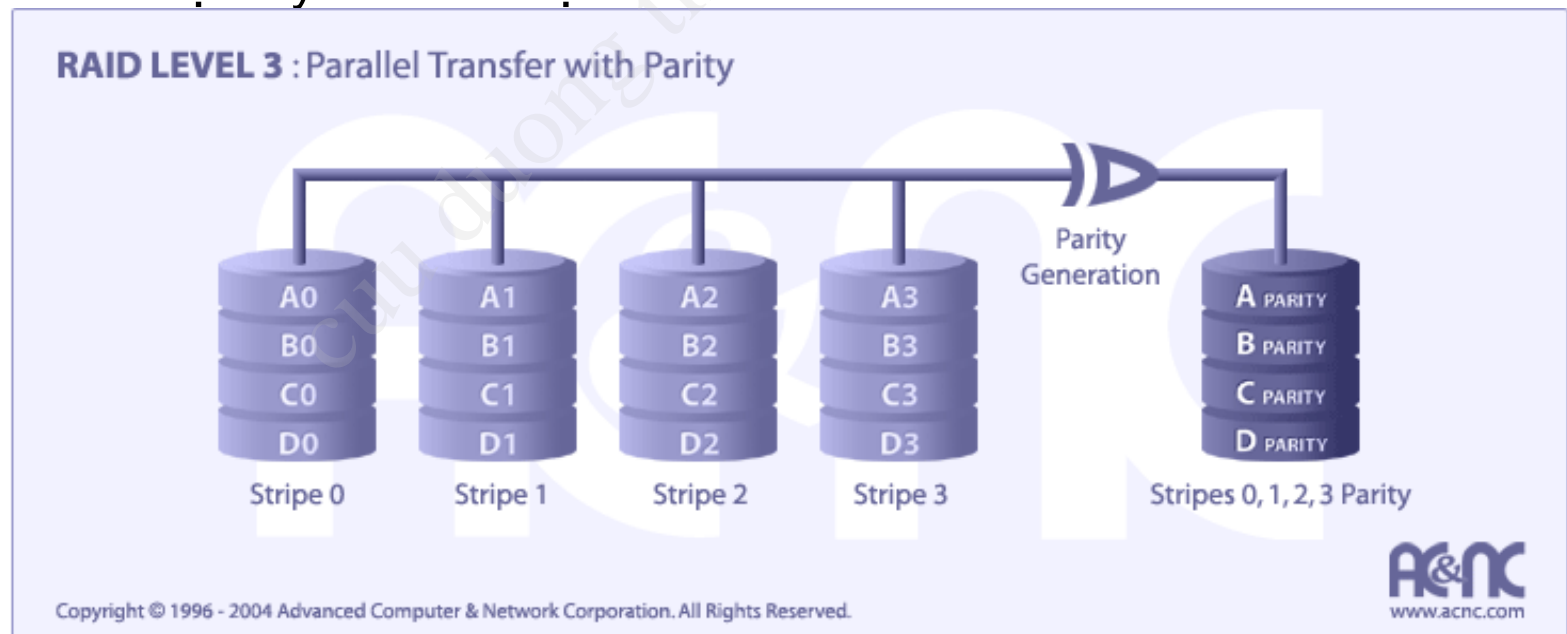 RAID LEVEL 3 : Parallel Transfer with Parity
Parity
Generation
A0 A1 A2 A3 A PARITY
B0 B1 B2 B3 B PARITY
C0 C1 C2 C3 C PARITY
D0 D1 D2 D3 D PARITY
Stripe 0 Stripe 1 Stripe 2 Stripe 3 Stripes 0, 1, 2, 3 Parity
AC&NC
www.acnc.com
Copyright © 1996 - 2004 Advanced Computer & Network Corporation. All Rights Reserved.
cuu duong